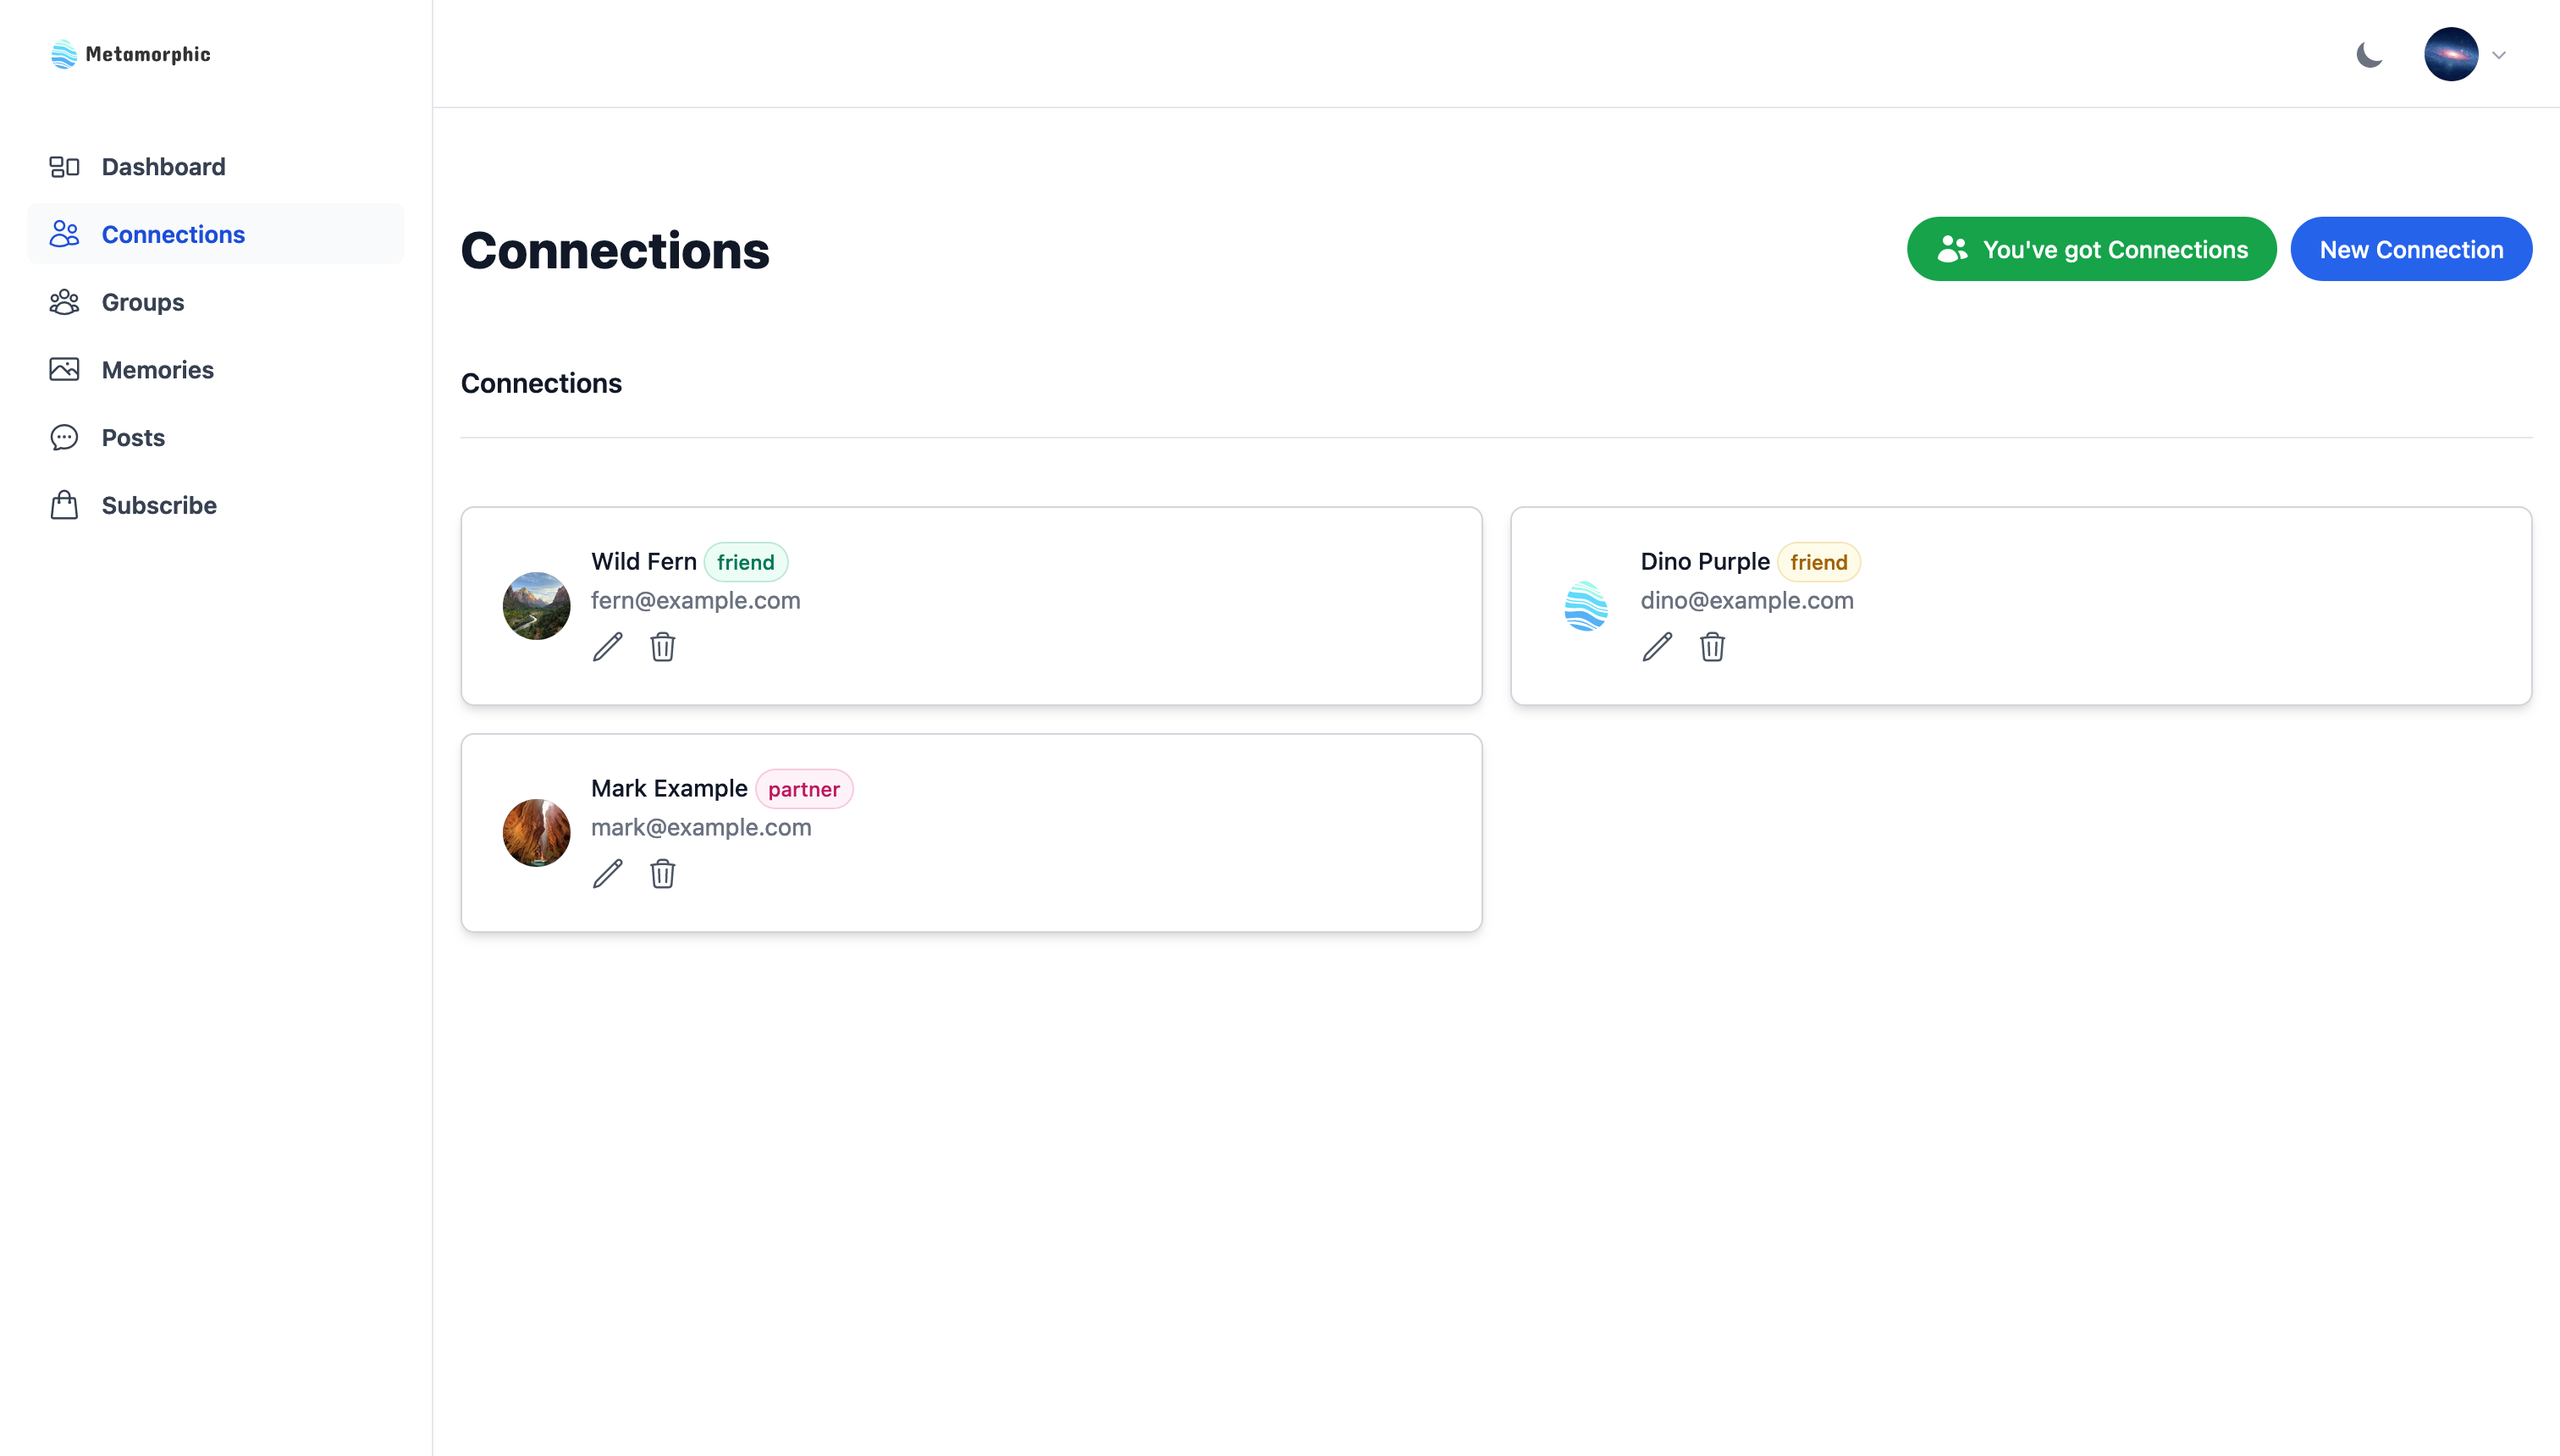 Metamorphic
Dashboard
Connections
Groups
Memories
Posts
Subscribe
Connections
You've got Connections
New Connection
Connections
Wild Fern friend
fern@example.com
Dino Purple friend
dino@example.com
Mark Example partner
mark@example.com